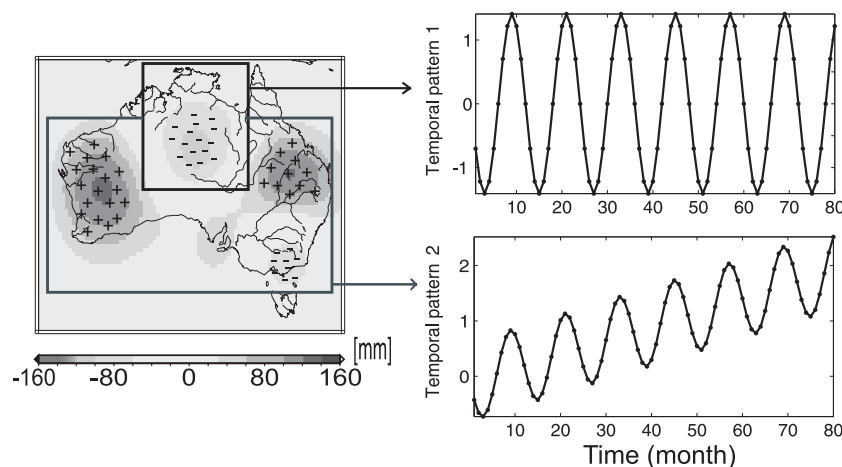 Temporal pattern 1
1
0
-1
10 20 30 40 50 60 70 80
[mm]
-160 -80 0 80 160
Temporal pattern 2
2
1
0
10 20 30 40 50 60 70 80
Time (month)